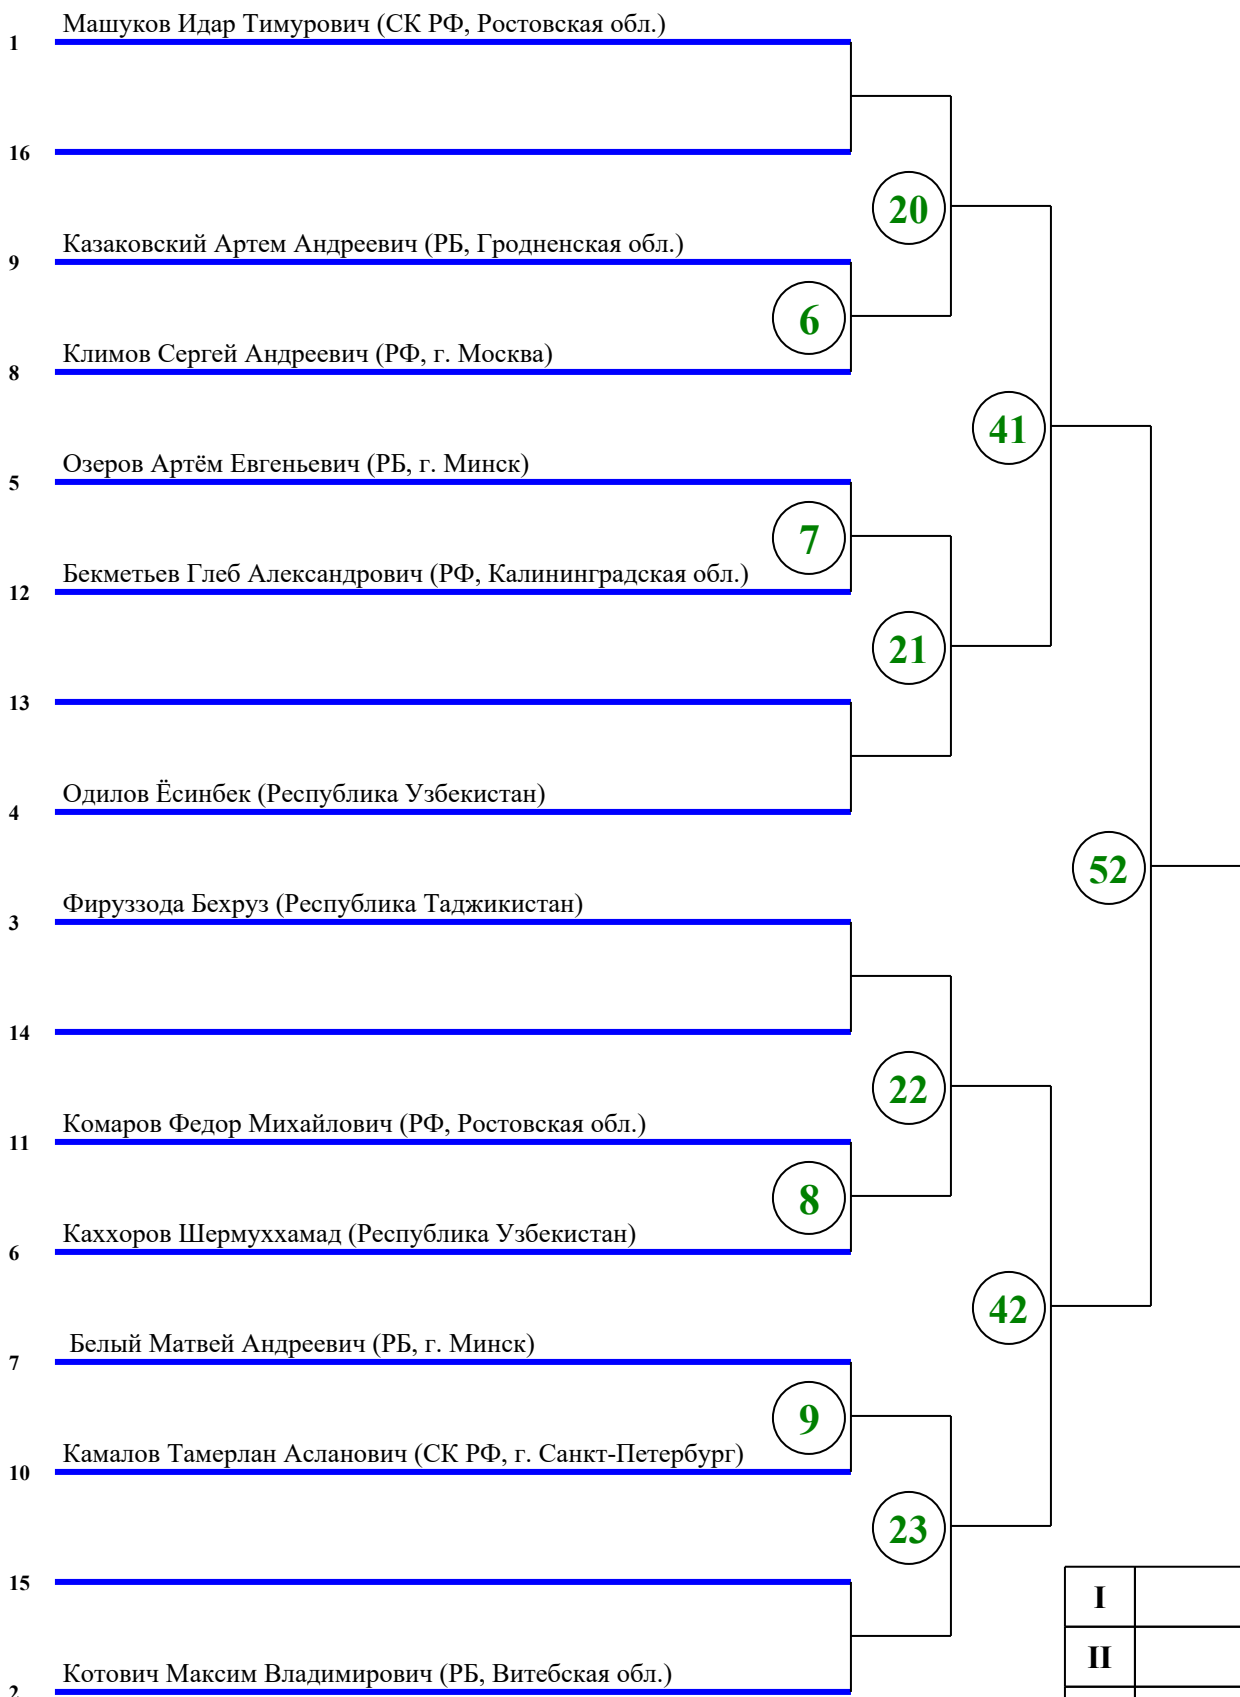 Машуков Идар Тимурович (СК РФ, Ростовская обл.)
1
16
20
Казаковский Артем Андреевич (РБ, Гродненская обл.)
9
6
Климов Сергей Андреевич (РФ, г. Москва)
8
41
Озеров Артём Евгеньевич (РБ, г. Минск)
5
7
Бекметьев Глеб Александрович (РФ, Калининградская обл.)
12
21
13
Одилов Ёсинбек (Республика Узбекистан)
4
52
Фируззода Бехруз (Республика Таджикистан)
3
14
22
Комаров Федор Михайлович (РФ, Ростовская обл.)
11
8
Каххоров Шермуххамад (Республика Узбекистан)
6
42
Белый Матвей Андреевич (РБ, г. Минск)
7
9
Камалов Тамерлан Асланович (СК РФ, г. Санкт-Петербург)
10
23
15
I
II
Котович Максим Владимирович (РБ, Витебская обл.)
2